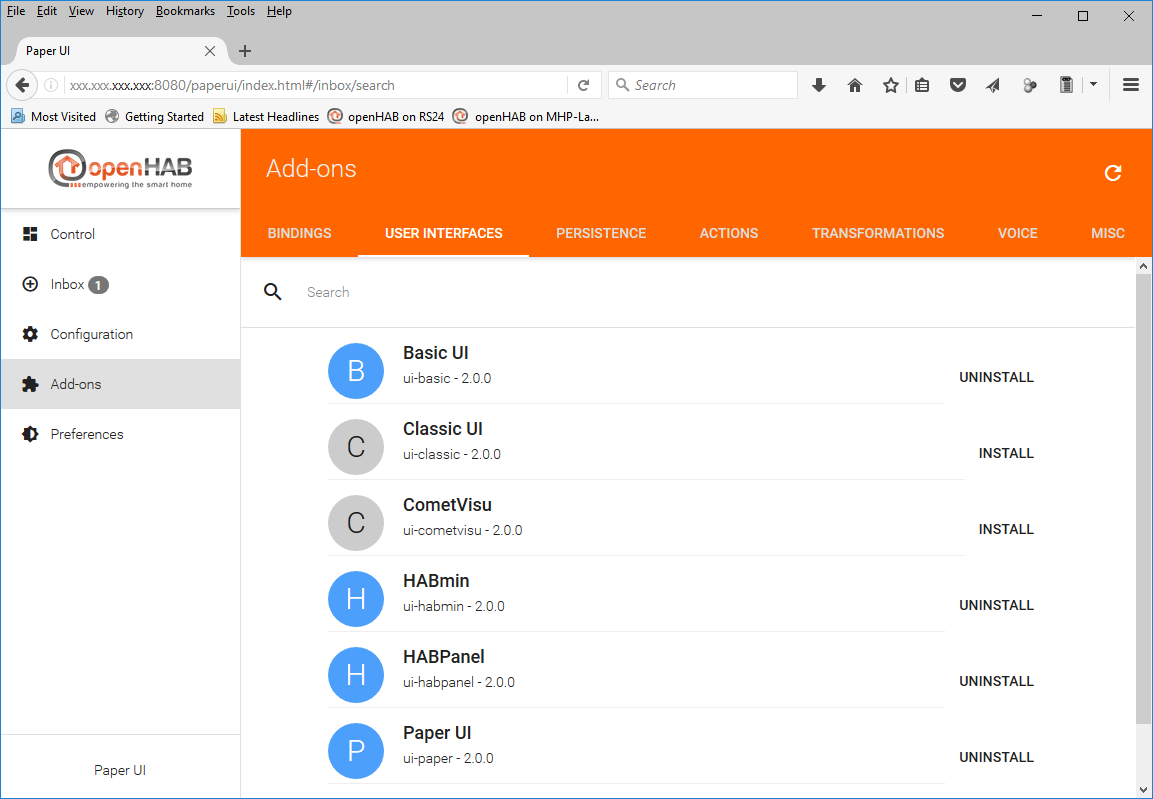 File Edit View History Bookmarks Tools Help
Paper UI
xxx.xxx.xxx.xxx:8080/paperui/index.html#/inbox/search
Search
Most Visited Getting Started Latest Headlines openHAB on RS24 openHAB on MHP-La...
openHAB
empowering the smart home
Control
Inbox 1
Configuration
Add-ons
Preferences
Paper UI
Add-ons
BINDINGS USER INTERFACES PERSISTENCE ACTIONS TRANSFORMATIONS VOICE MISC
Search
B
Basic UI
ui-basic - 2.0.0
UNINSTALL
C
Classic UI
ui-classic - 2.0.0
INSTALL
C
CometVisu
ui-cometvisu - 2.0.0
INSTALL
H
HABmin
ui-habmin - 2.0.0
UNINSTALL
H
HABPanel
ui-habpanel - 2.0.0
UNINSTALL
P
Paper UI
ui-paper - 2.0.0
UNINSTALL